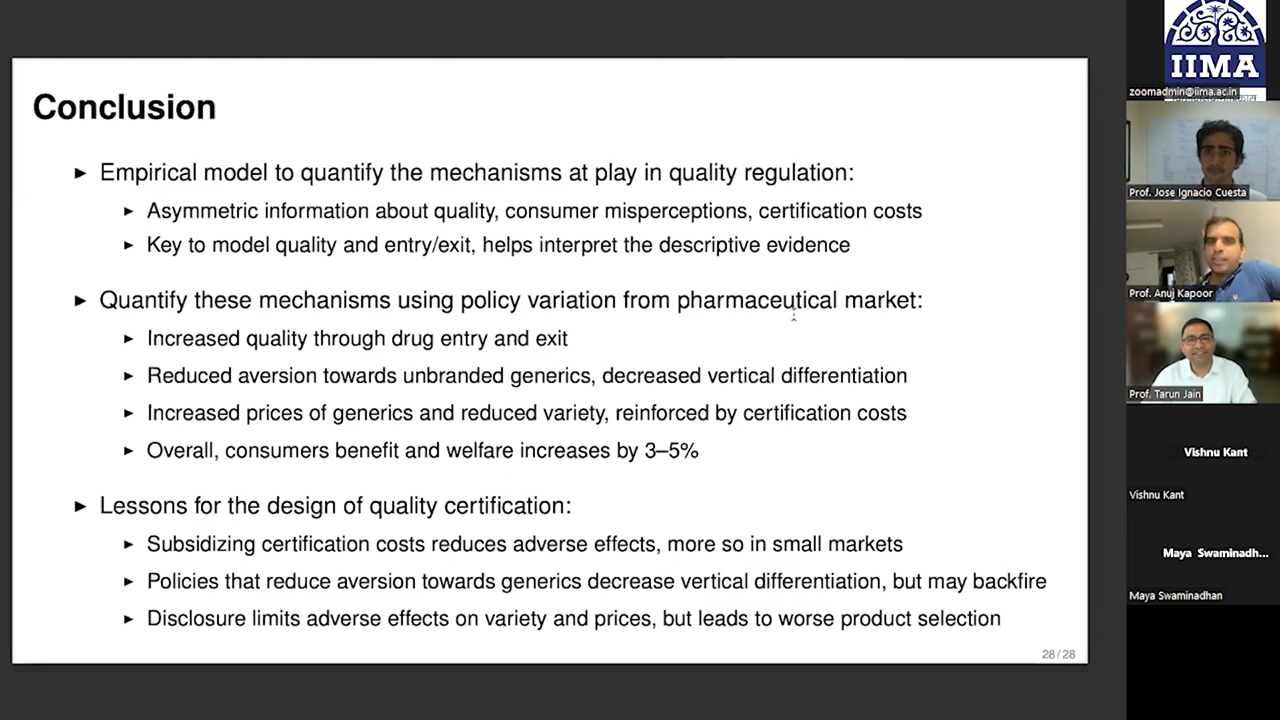 Conclusion
Empirical model to quantify the mechanisms at play in quality regulation:
Asymmetric information about quality, consumer misperceptions, certification costs
Key to model quality and entry/exit, helps interpret the descriptive evidence
Quantify these mechanisms using policy variation from pharmaceutical market:
Increased quality through drug entry and exit
Reduced aversion towards unbranded generics, decreased vertical differentiation
Increased prices of generics and reduced variety, reinforced by certification costs
Overall, consumers benefit and welfare increases by 3–5%
Lessons for the design of quality certification:
Subsidizing certification costs reduces adverse effects, more so in small markets
Policies that reduce aversion towards generics decrease vertical differentiation, but may backfire
Disclosure limits adverse effects on variety and prices, but leads to worse product selection
28 / 28
IIMA
zoomadmin@iima.ac.in
Prof. Jose Ignacio Cuesta
Prof. Anuj Kapoor
Prof. Tarun Jain
Vishnu Kant
Vishnu Kant
Maya Swaminadh...
Maya Swaminadhan